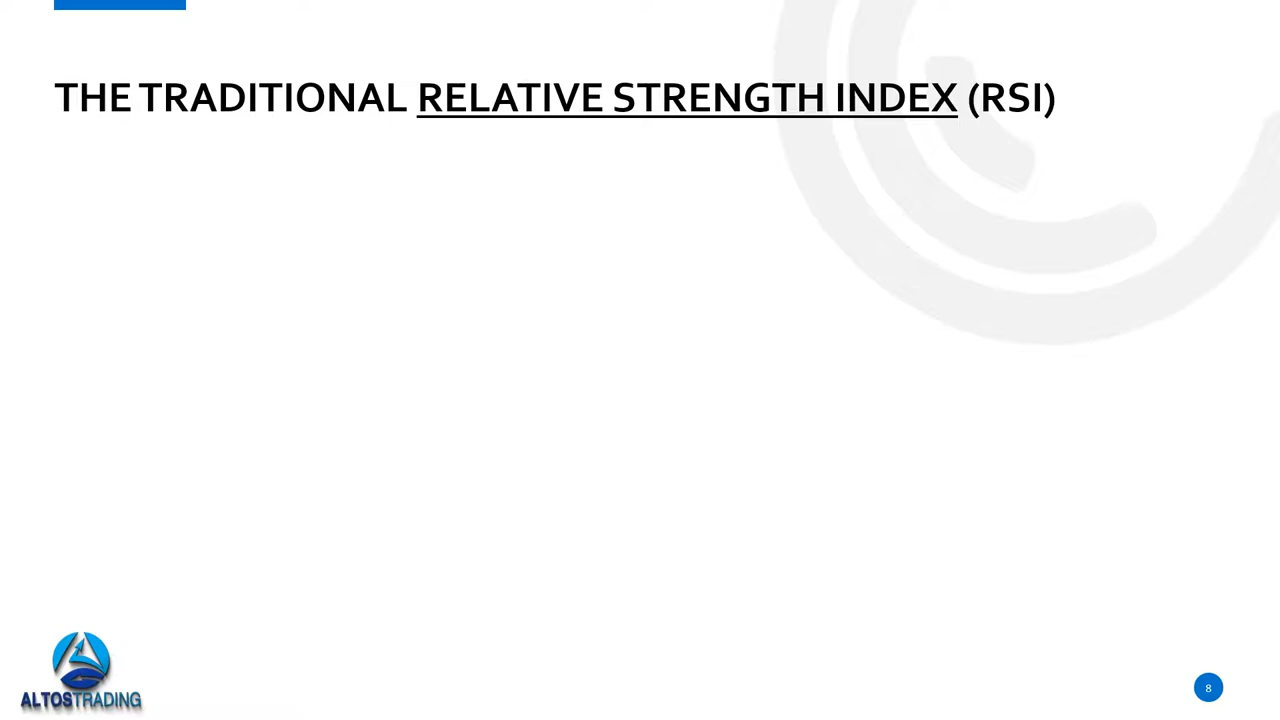 THE TRADITIONAL RELATIVE STRENGTH INDEX (RSI)
ALTOSTRADING
8